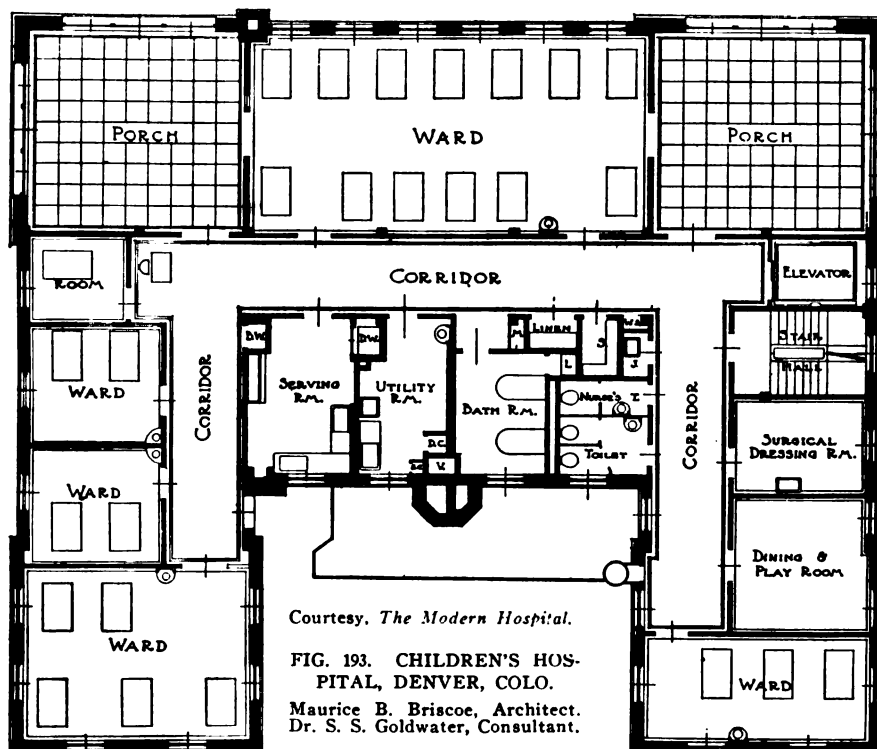 PORCH
WARD
PORCH
ROOM
CORRIDOR
ELEVATOR
WARD
CORRIDOR
D.W.
SERVING
RM.
D.W.
UTILITY
RM.
D.C.
V.
BATH RM.
M.
LINEN
L.
S.
J.
NURSE'S T.
TOILET
CORRIDOR
STAIR
HALL
SURGICAL
DRESSING RM.
WARD
DINING &
PLAY ROOM
WARD
WARD
Courtesy, The Modern Hospital.
FIG. 193. CHILDREN'S HOS-
PITAL, DENVER, COLO.
Maurice B. Briscoe, Architect.
Dr. S. S. Goldwater, Consultant.